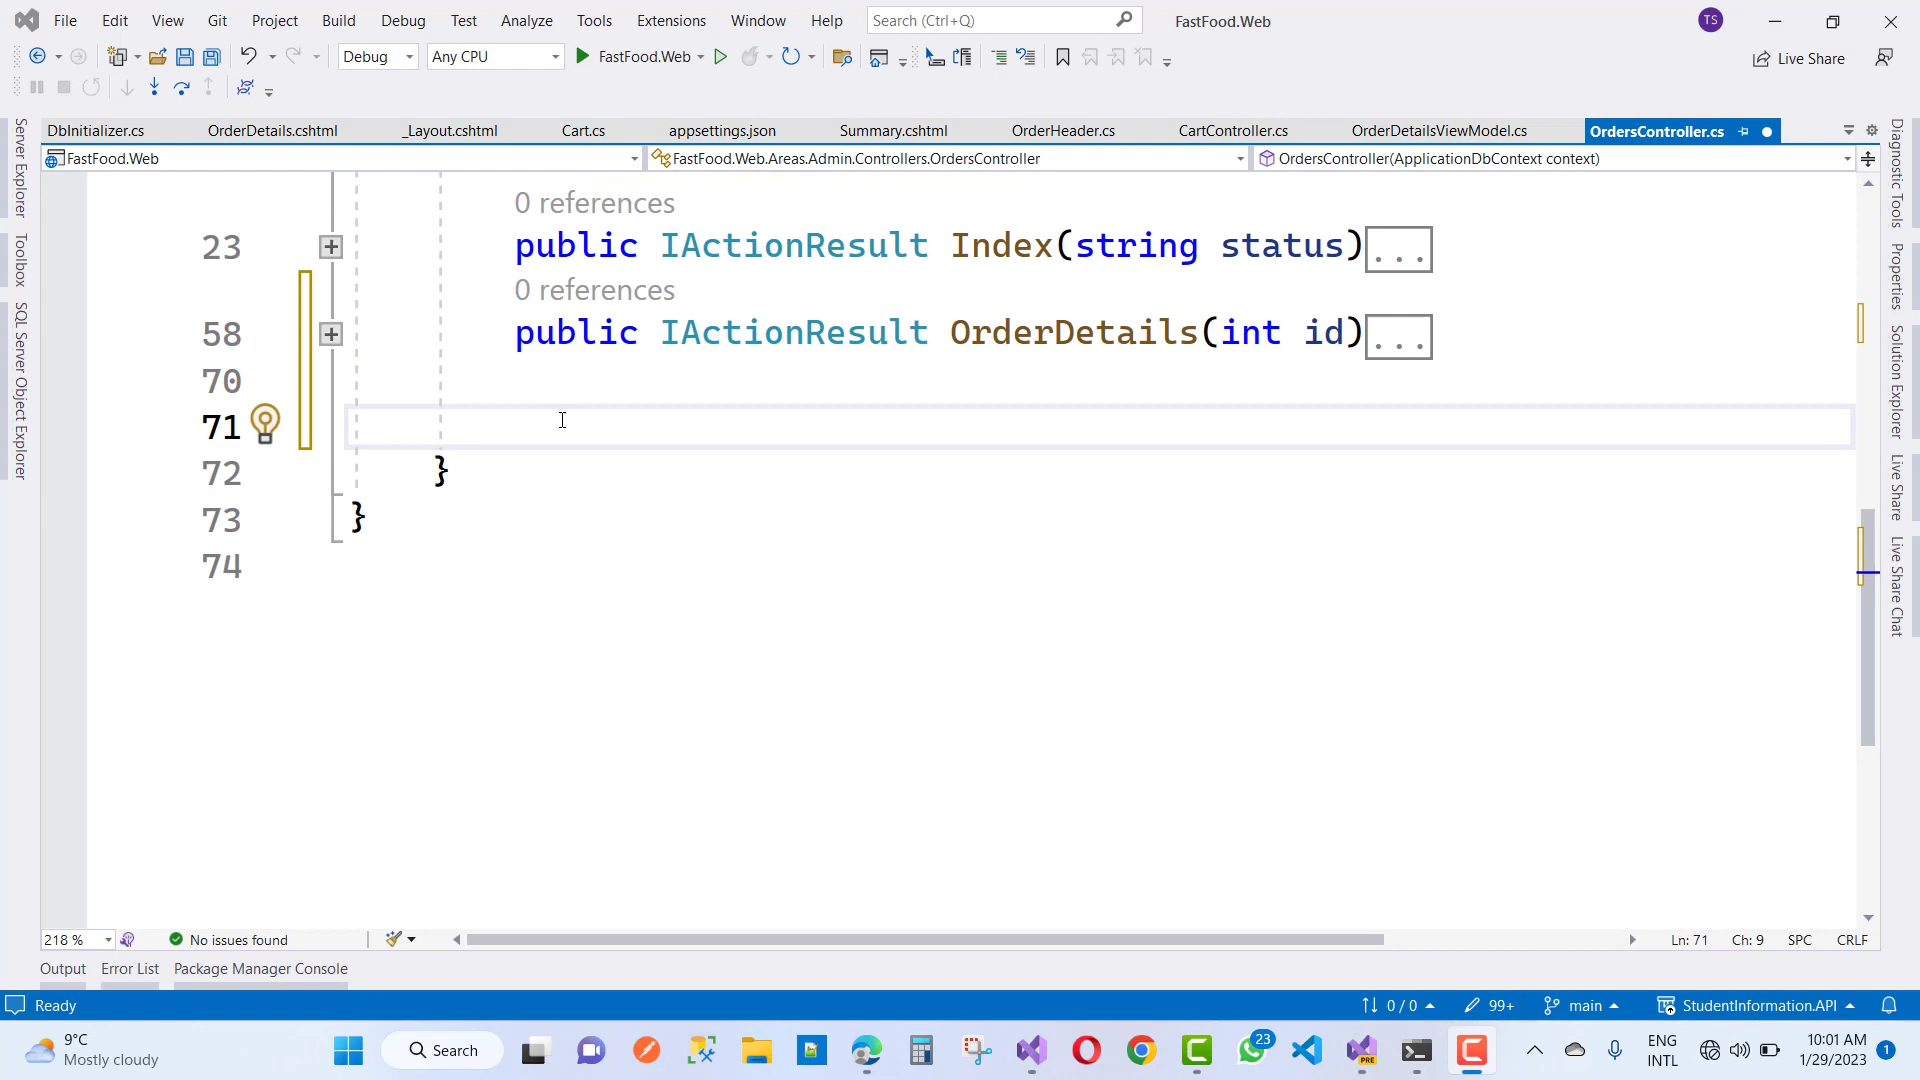 File Edit View Git Project Build Debug Test Analyze Tools Extensions Window Help Search (Ctrl+Q) FastFood.Web TS
Debug Any CPU FastFood.Web Live Share
DbInitializer.cs OrderDetails.cshtml _Layout.cshtml Cart.cs appsettings.json Summary.cshtml OrderHeader.cs CartController.cs OrderDetailsViewModel.cs OrdersController.cs
FastFood.Web FastFood.Web.Areas.Admin.Controllers.OrdersController OrdersController(ApplicationDbContext context)
Server Explorer
Toolbox
SQL Server Object Explorer
0 references
23 public IActionResult Index(string status)...
0 references
58 public IActionResult OrderDetails(int id)...
70
71
72 }
73 }
74
Diagnostic Tools
Properties
Solution Explorer
Live Share
Live Share Chat
218 % No issues found Ln: 71 Ch: 9 SPC CRLF
Output Error List Package Manager Console
Ready 0 / 0 99+ main StudentInformation.API
9°C
Mostly cloudy
Search
23
PRE
ENG
INTL
10:01 AM
1/29/2023
1